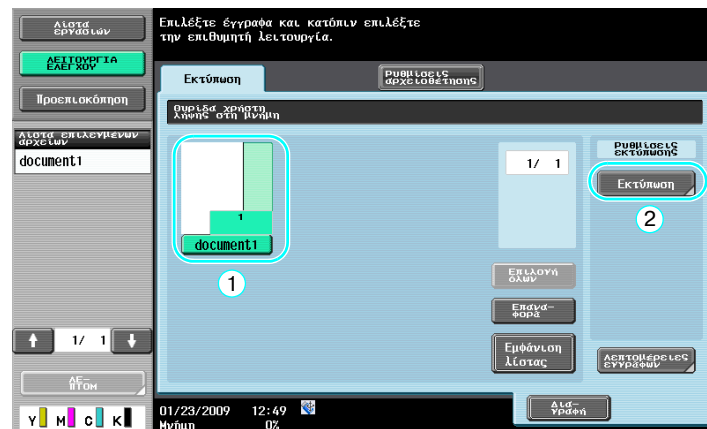 Λίστα
εργασιών
ΛΕΙΤΟΥΡΓΙΑ
ΕΛΕΓΧΟΥ
Προεπισκόπηση
Λίστα επιλεγμένων
αρχείων
document1
1/ 1
ΛΕ-
ΠΤΟΜ
Y M C K
Επιλέξτε έγγραφα και κατόπιν επιλέξτε
την επιθυμητή λειτουργία.
Εκτύπωση
Ρυθμίσεις
αρχειοθέτησης
Θυρίδα χρήστη
λήψης στη μνήμη
1
document1
1
1/ 1
Επιλογή
όλων
Επανα-
φορά
Εμφάνιση
λίστας
Ρυθμίσεις
εκτύπωσης
Εκτύπωση
2
Λεπτομέρειες
εγγράφων
Δια-
γραφή
01/23/2009 12:49
Μνήμη 0%